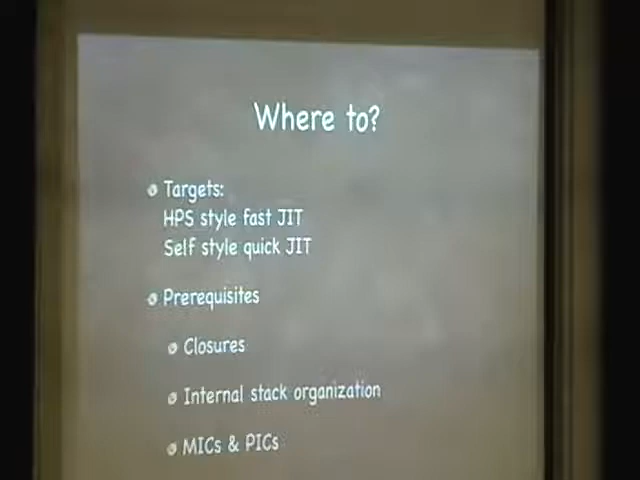 Where to?
Targets:
HPS style fast JIT
Self style quick JIT
Prerequisites
Closures
Internal stack organization
MICs & PICs